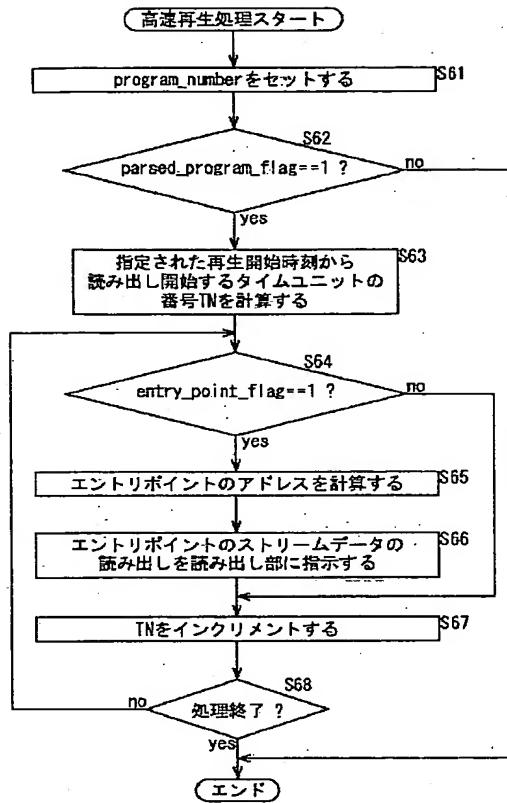 高速再生処理スタート
S61
program_numberをセットする
S62
parsed_program_flag==1 ?
no
yes
S63
指定された再生開始時刻から
読み出し開始するタイムユニットの
番号TNを計算する
S64
entry_point_flag==1 ?
no
yes
S65
エントリポイントのアドレスを計算する
S66
エントリポイントのストリームデータの
読み出しを読み出し部に指示する
S67
TNをインクリメントする
S68
処理終了 ?
no
yes
エンド